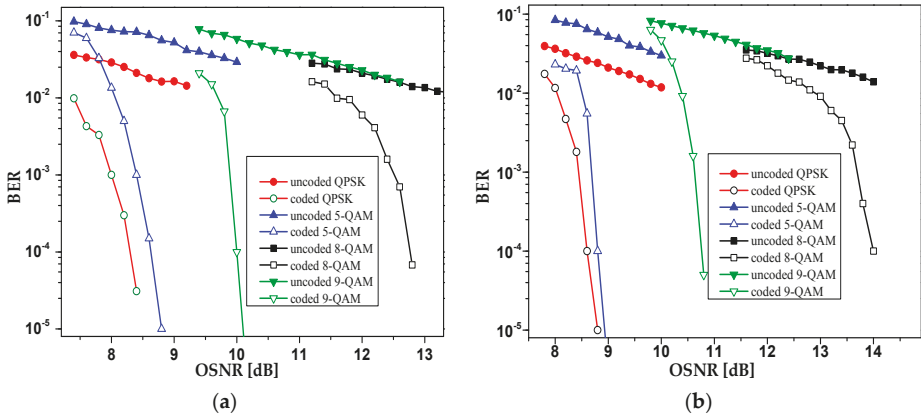 10⁻¹
10⁻²
10⁻³
10⁻⁴
10⁻⁵
BER
uncoded QPSK
coded QPSK
uncoded 5-QAM
coded 5-QAM
uncoded 8-QAM
coded 8-QAM
uncoded 9-QAM
coded 9-QAM
8 9 10 11 12 13
OSNR [dB]
(a)
10⁻¹
10⁻²
10⁻³
10⁻⁴
10⁻⁵
BER
uncoded QPSK
coded QPSK
uncoded 5-QAM
coded 5-QAM
uncoded 8-QAM
coded 8-QAM
uncoded 9-QAM
coded 9-QAM
8 9 10 11 12 13 14
OSNR [dB]
(b)